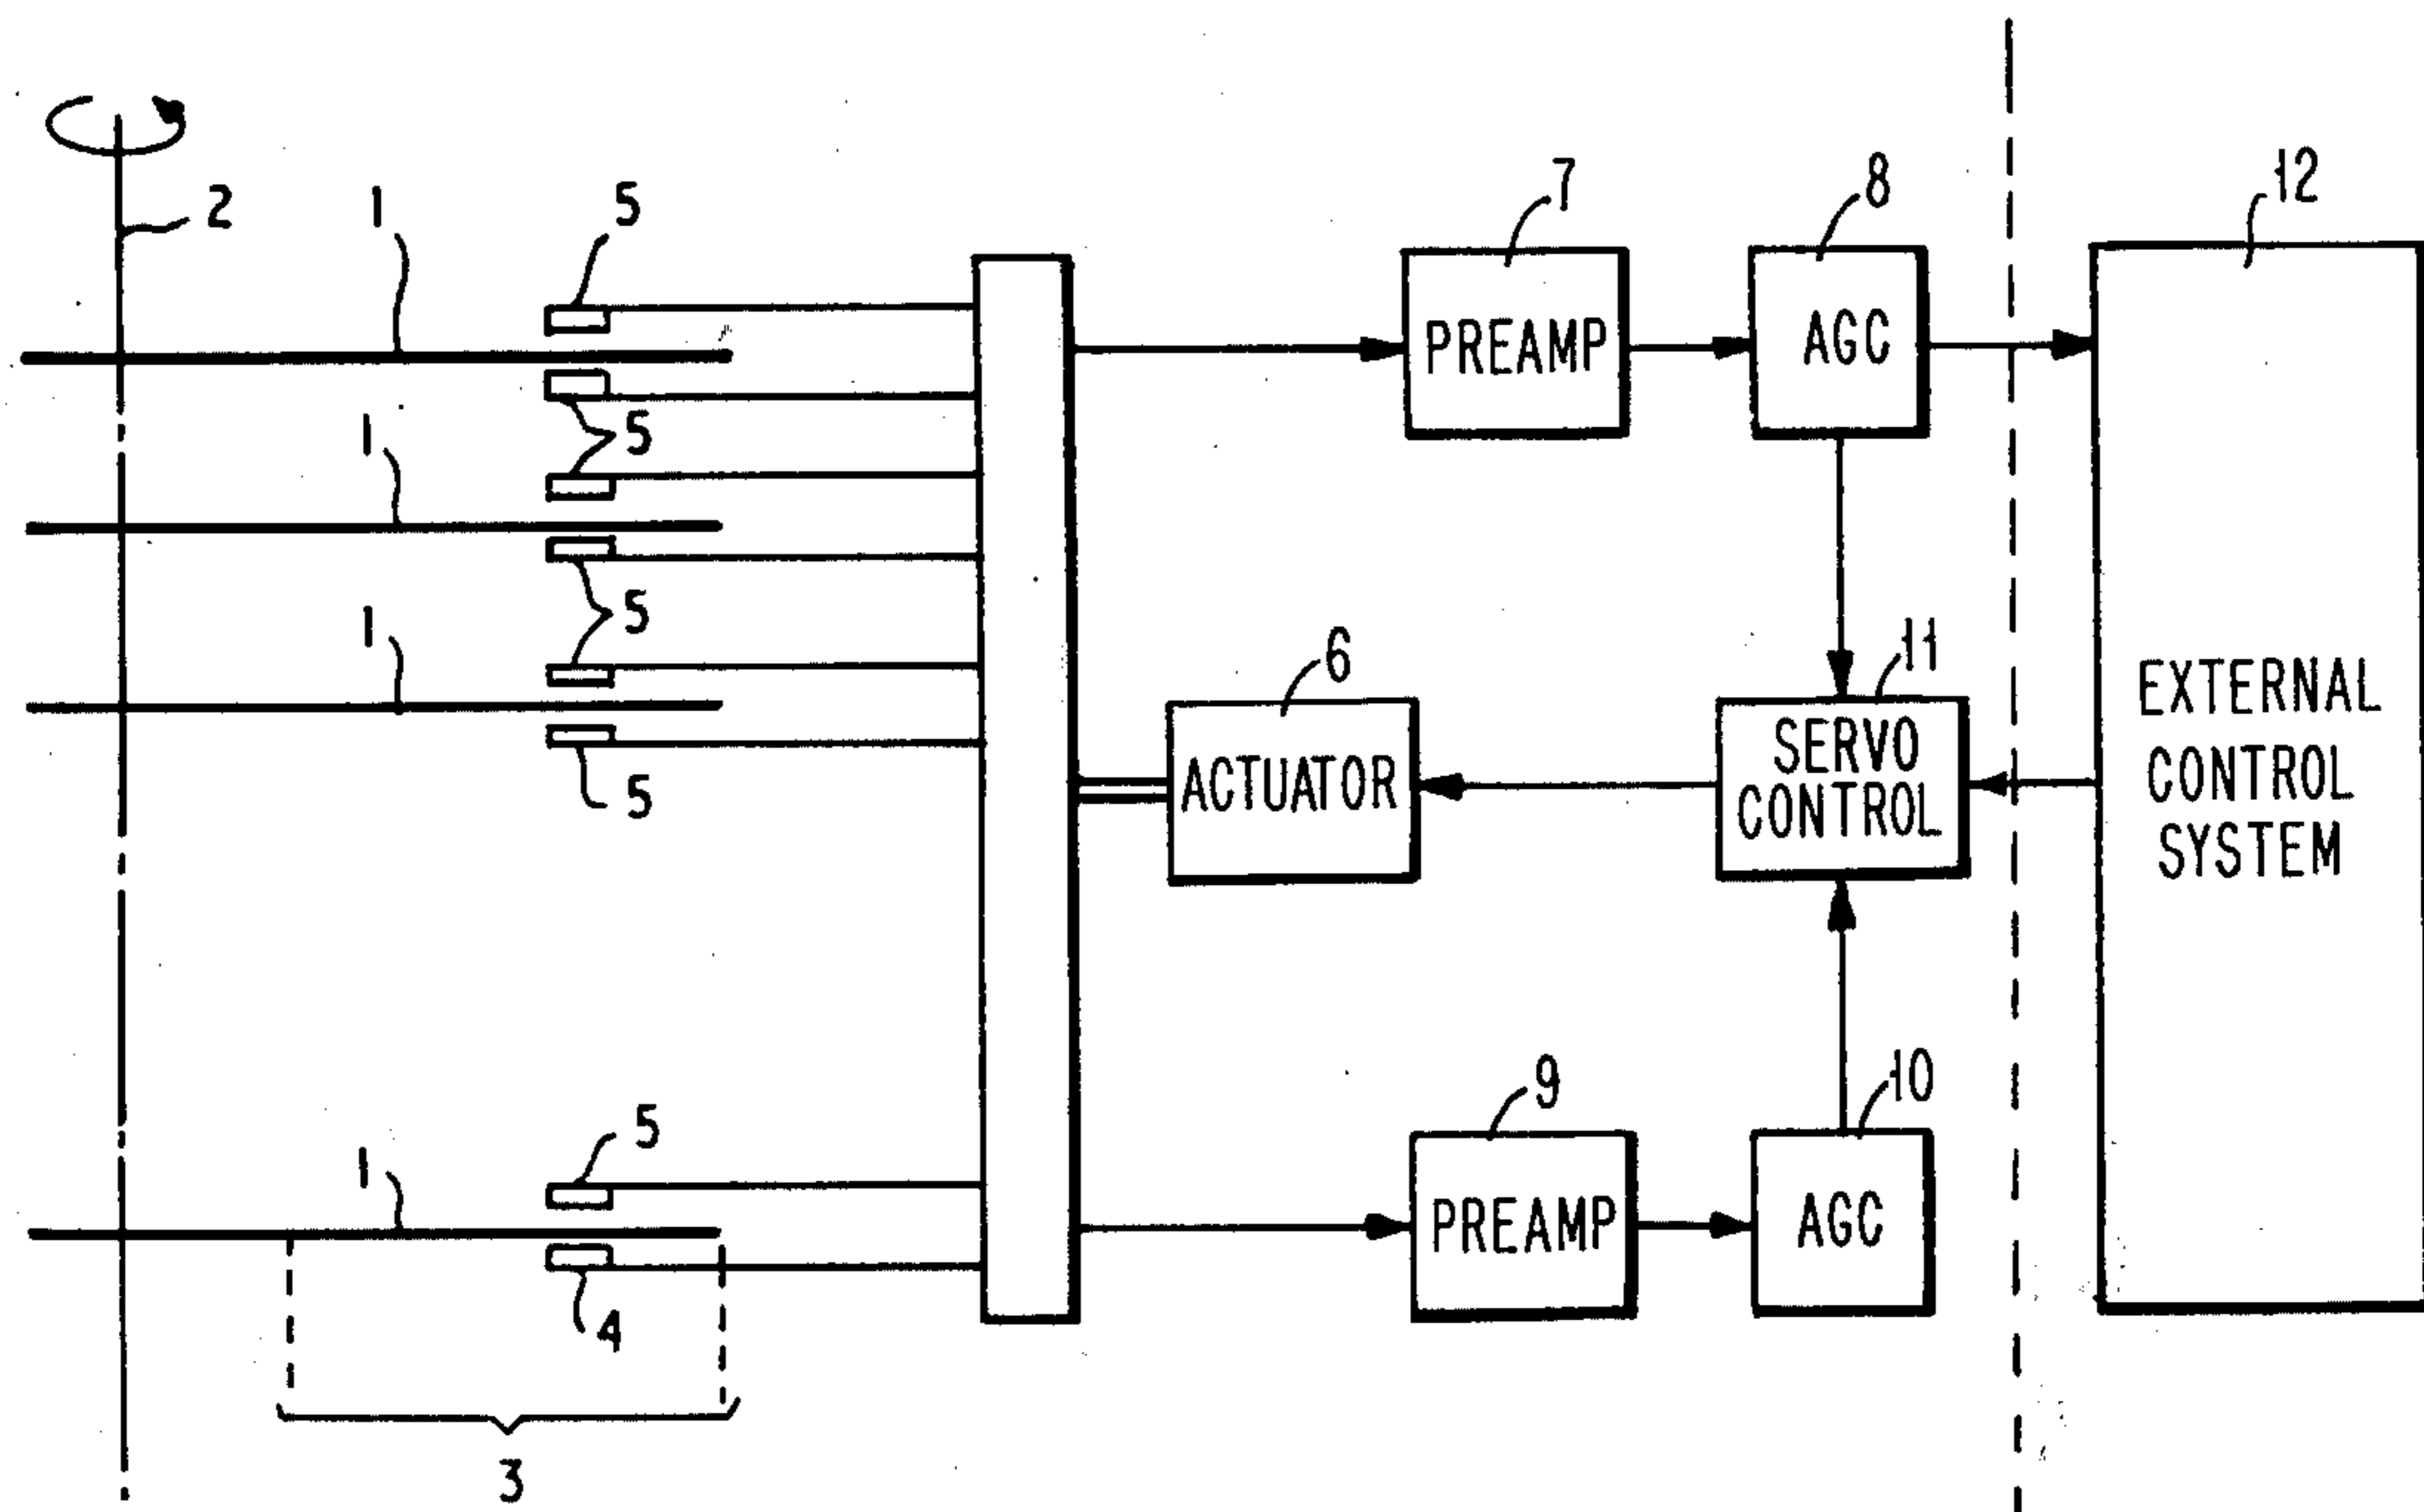 2
1
5
7
8
12
PREAMP
AGC
1
5
1
5
6
11
EXTERNAL
CONTROL
SYSTEM
SERVO
CONTROL
ACTUATOR
5
9
10
5
1
PREAMP
AGC
4
3